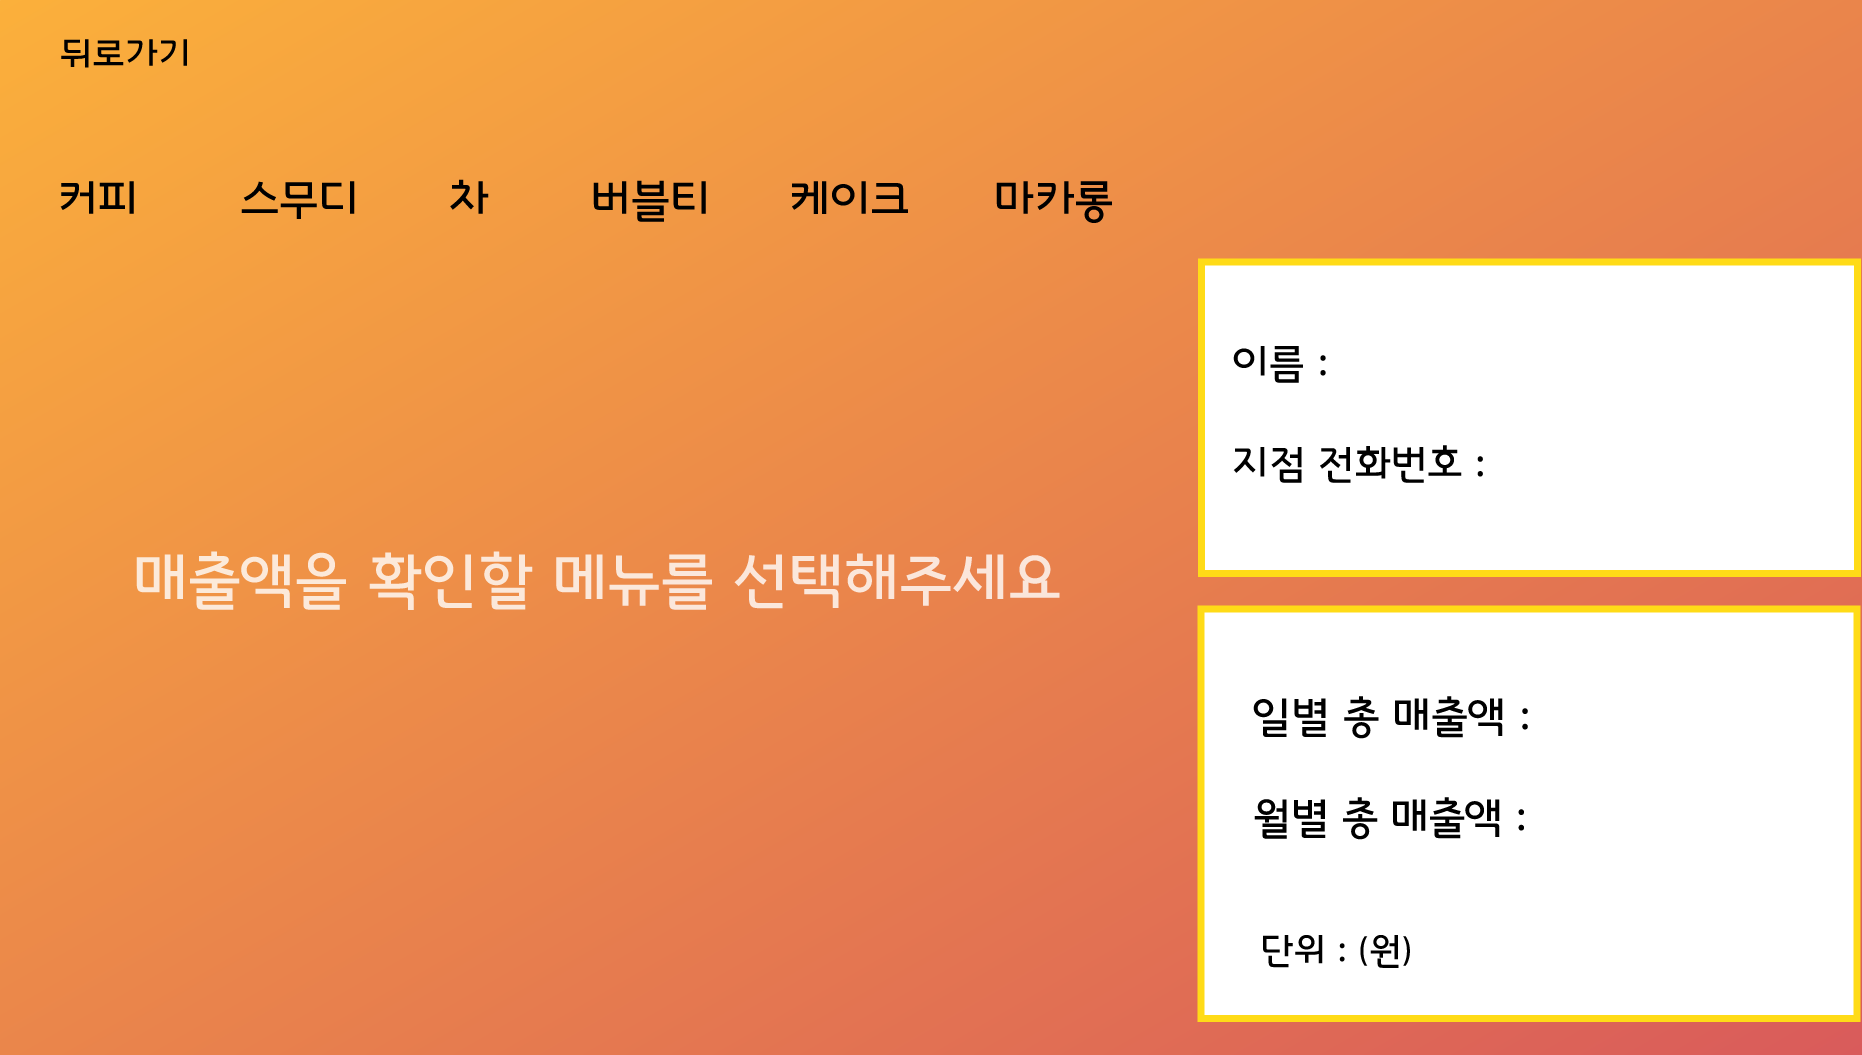 뒤로가기
커피 스무디 차 버블티 케이크 마카롱
이름 :
지점 전화번호 :
매출액을 확인할 메뉴를 선택해주세요
일별 총 매출액 :
월별 총 매출액 :
단위 : (원)